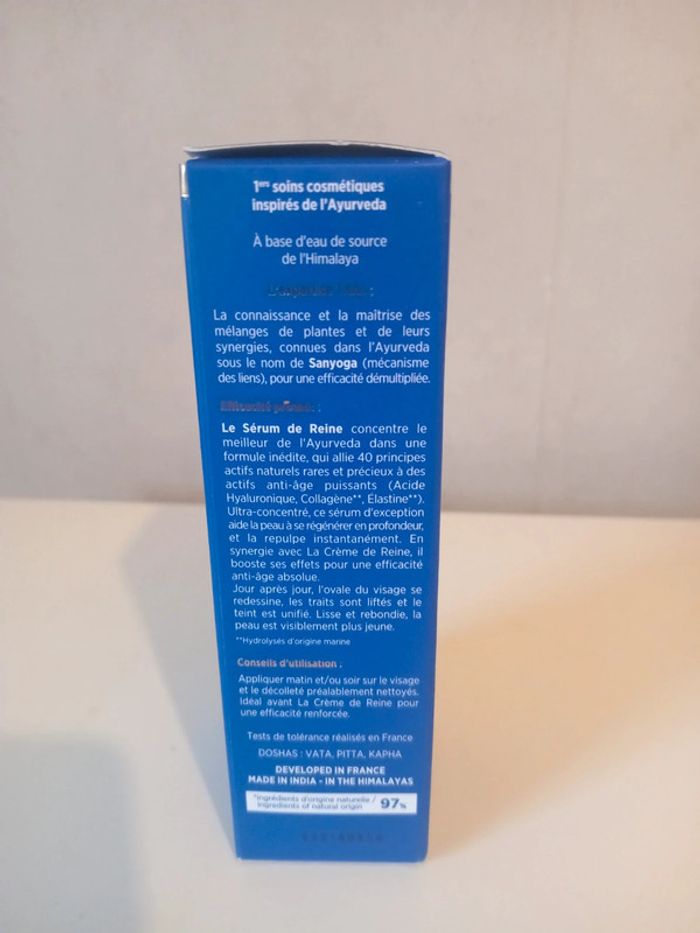 1ers soins cosmétiques
inspirés de l'Ayurveda
À base d'eau de source
de l'Himalaya
La connaissance et la maîtrise des
mélanges de plantes et de leurs
synergies, connues dans l'Ayurveda
sous le nom de Sanyoga (mécanisme
des liens), pour une efficacité démultipliée.
Efficacité
Le Sérum de Reine concentre le
meilleur de l'Ayurveda dans une
formule inédite, qui allie 40 principes
actifs naturels rares et précieux à des
actifs anti-âge puissants (Acide
Hyaluronique, Collagène**, Élastine**).
Ultra-concentré, ce sérum d'exception
aide la peau à se régénérer en profondeur,
et la repulpe instantanément. En
synergie avec La Crème de Reine, il
booste ses effets pour une efficacité
anti-âge absolue.
Jour après jour, l'ovale du visage se
redessine, les traits sont liftés et le
teint est unifié. Lisse et rebondie, la
peau est visiblement plus jeune.
**Hydrolysés d'origine marine
Conseils d'utilisation :
Appliquer matin et/ou soir sur le visage
et le décolleté préalablement nettoyés.
Idéal avant La Crème de Reine pour
une efficacité renforcée.
Tests de tolérance réalisés en France
DOSHAS : VATA, PITTA, KAPHA
DEVELOPED IN FRANCE
MADE IN INDIA - IN THE HIMALAYAS
*ingrédients d'origine naturelle /
ingredients of natural origin 97%